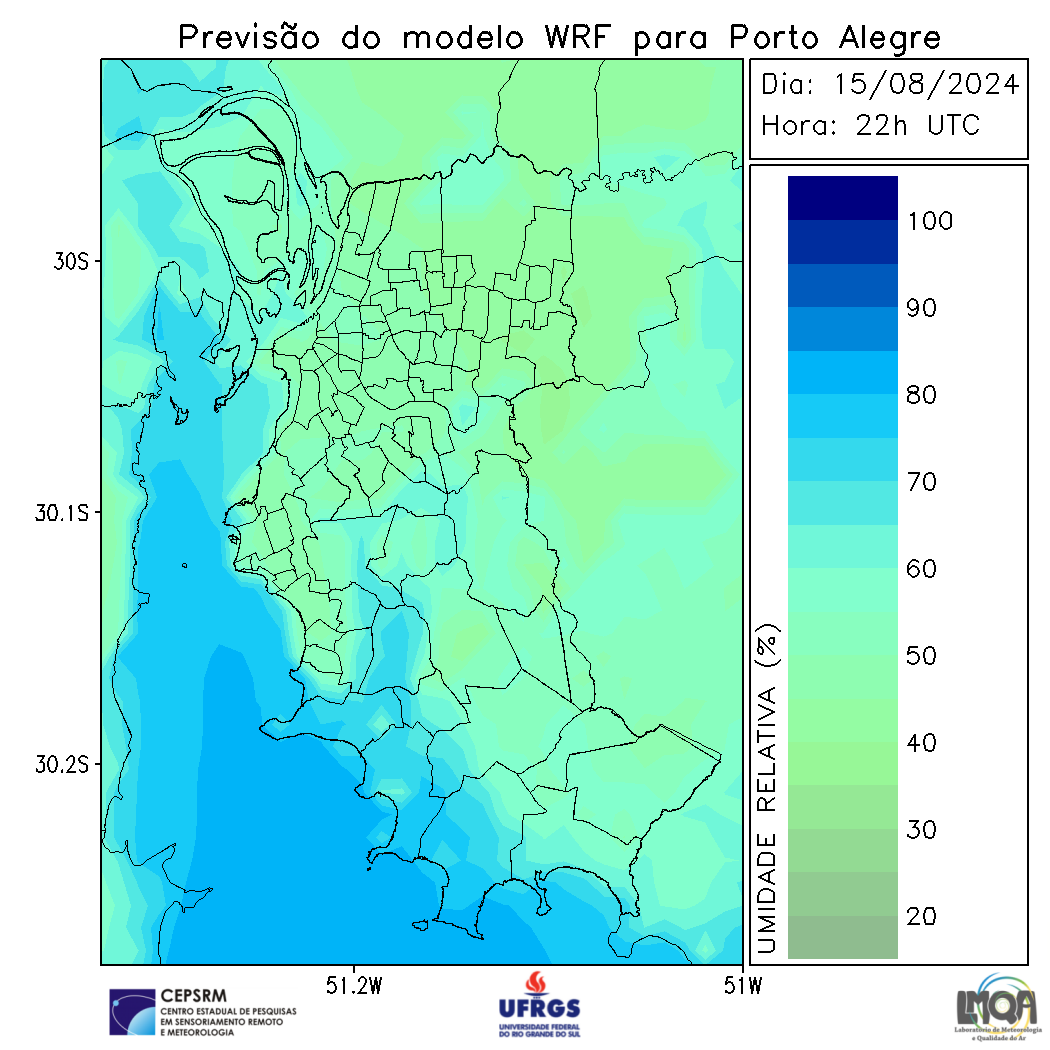 Previsão do modelo WRF para Porto Alegre
Dia: 15/08/2024
Hora: 22h UTC
30S
30.1S
30.2S
51.2W
51W
100
90
80
70
60
50
40
30
20
UMIDADE RELATIVA (%)
CEPSRM
CENTRO ESTADUAL DE PESQUISAS
EM SENSORIAMENTO REMOTO
E METEOROLOGIA
UFRGS
UNIVERSIDADE FEDERAL
DO RIO GRANDE DO SUL
LMQA
Laboratório de Meteorologia
e Qualidade do Ar